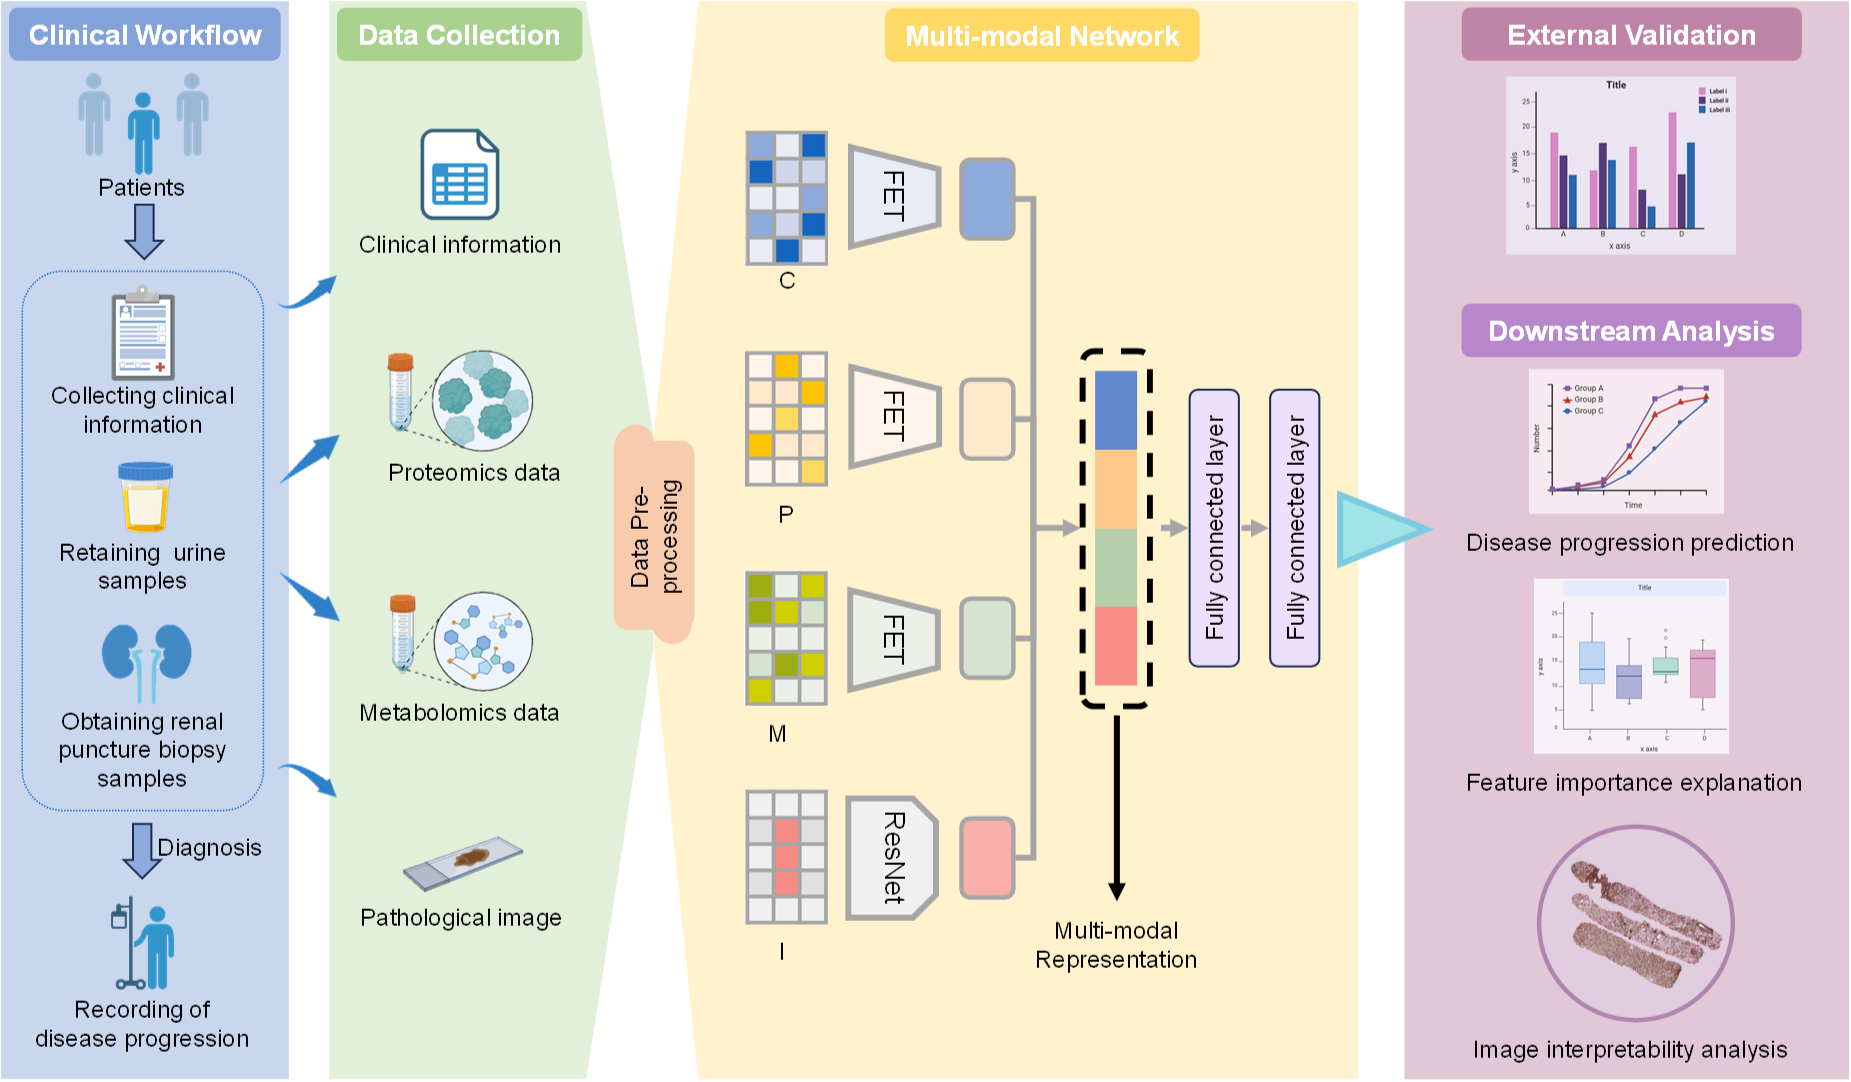 Clinical Workflow
Patients
Collecting clinical
information
Retaining urine
samples
Obtaining renal
puncture biopsy
samples
Diagnosis
Recording of
disease progression
Data Collection
Clinical information
Proteomics data
Metabolomics data
Pathological image
Data Pre-
processing
Multi-modal Network
FET
C
FET
P
FET
M
ResNet
I
Multi-modal
Representation
Fully connected layer
Fully connected layer
External Validation
Title
Label i
Label ii
Label iii
y axis
25
20
15
10
5
0
A B C D
x axis
Downstream Analysis
Group A
Group B
Group C
Number
Time
Disease progression prediction
Title
y axis
25
20
15
10
5
0
A B C D
x axis
Feature importance explanation
Image interpretability analysis